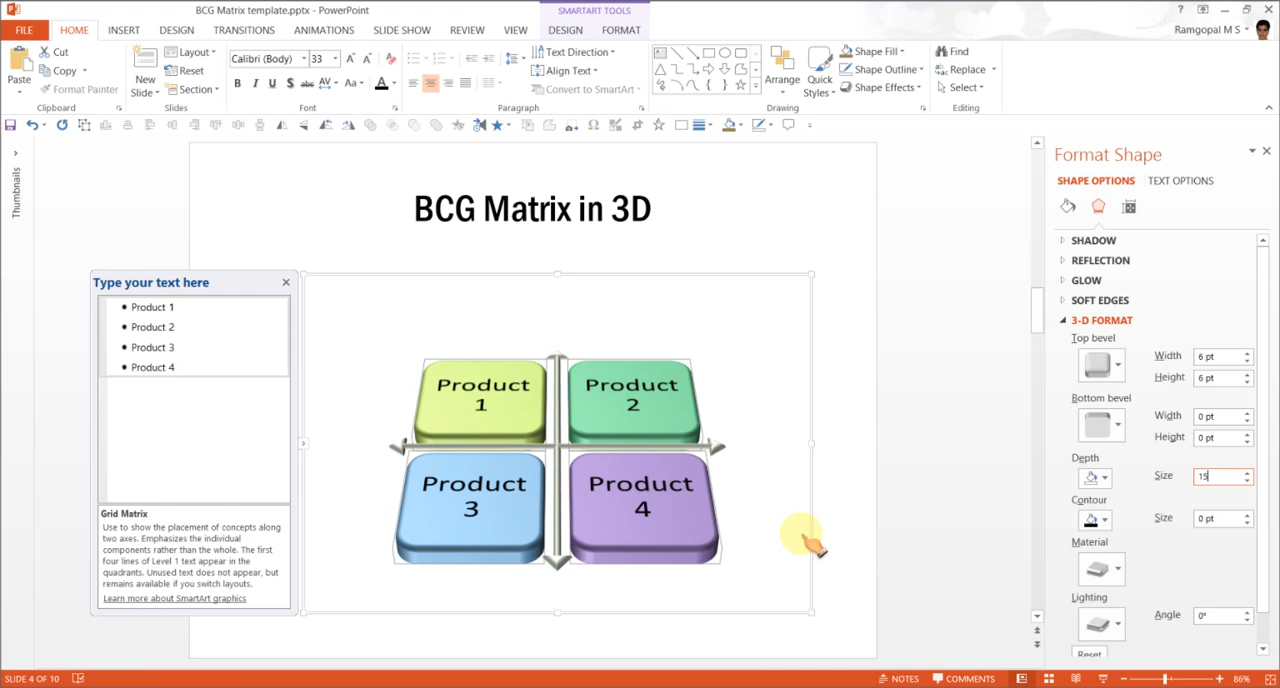 BCG Matrix template.pptx - PowerPoint
SMARTART TOOLS
?
FILE HOME INSERT DESIGN TRANSITIONS ANIMATIONS SLIDE SHOW REVIEW VIEW DESIGN FORMAT Ramgopal M S
Paste
Cut
Copy
Format Painter
Clipboard
New
Slide
Layout
Reset
Section
Slides
Calibri (Body) 33
B I U S abc AV Aa A
Font
Text Direction
Align Text
Convert to SmartArt
Paragraph
Arrange
Quick
Styles
Shape Fill
Shape Outline
Shape Effects
Drawing
Find
Replace
Select
Editing
Thumbnails
BCG Matrix in 3D
Type your text here
Product 1
Product 2
Product 3
Product 4
Grid Matrix
Use to show the placement of concepts along
two axes. Emphasizes the individual
components rather than the whole. The first
four lines of Level 1 text appear in the
quadrants. Unused text does not appear, but
remains available if you switch layouts.
Learn more about SmartArt graphics
Product
1
Product
2
Product
3
Product
4
Format Shape
SHAPE OPTIONS TEXT OPTIONS
SHADOW
REFLECTION
GLOW
SOFT EDGES
3-D FORMAT
Top bevel
Width 6 pt
Height 6 pt
Bottom bevel
Width 0 pt
Height 0 pt
Depth
Size 15
Contour
Size 0 pt
Material
Lighting
Angle 0°
Reset
SLIDE 4 OF 10 NOTES COMMENTS 86%